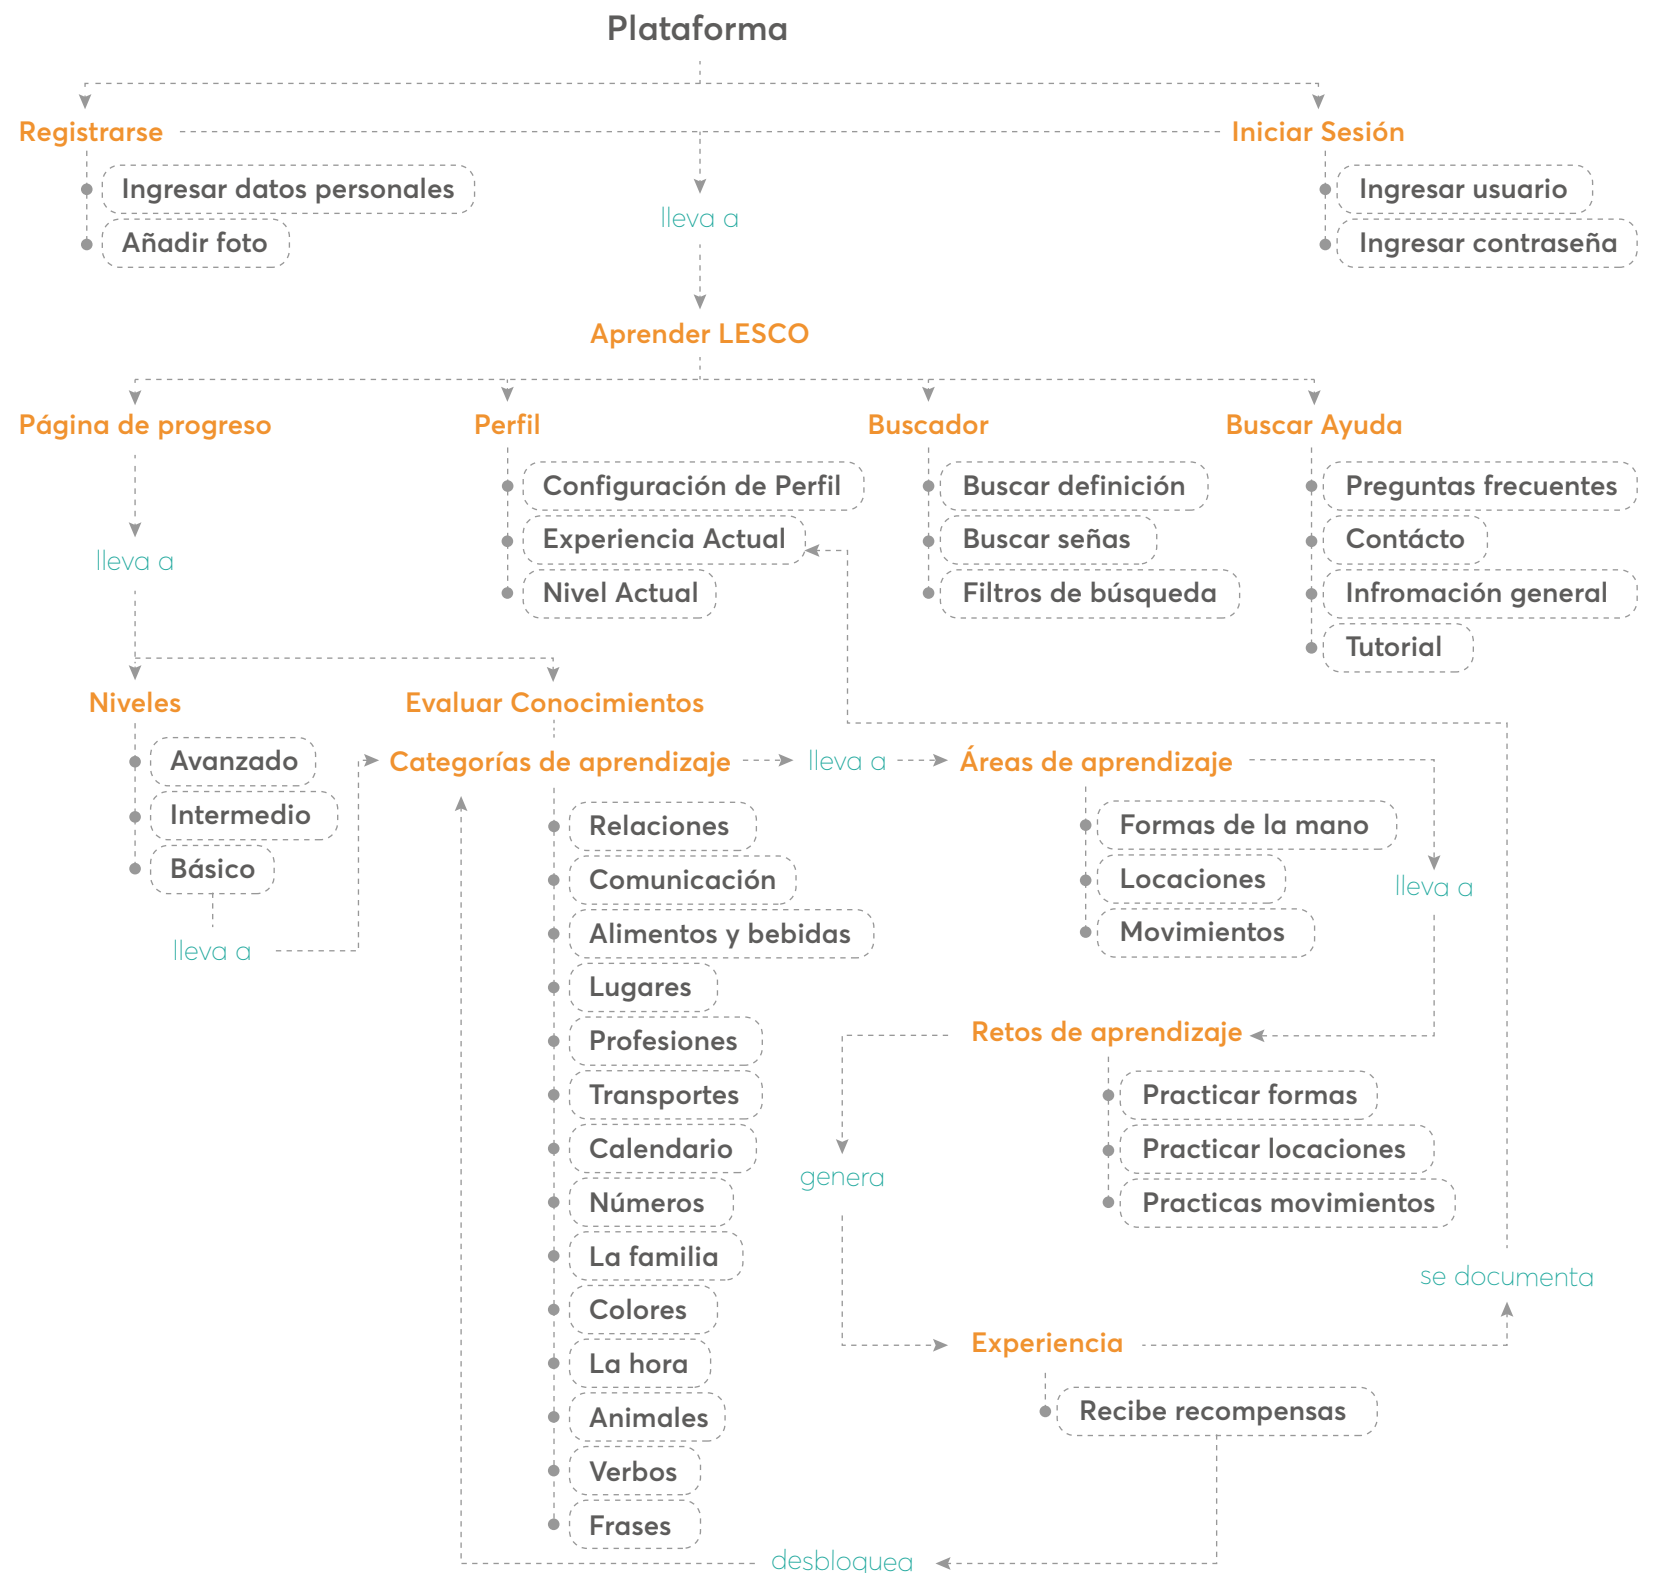 Plataforma
Registrarse
Iniciar Sesión
Ingresar datos personales
Añadir foto
lleva a
Ingresar usuario
Ingresar contraseña
Aprender LESCO
Página de progreso
Perfil
Buscador
Buscar Ayuda
lleva a
Configuración de Perfil
Experiencia Actual
Nivel Actual
Buscar definición
Buscar señas
Filtros de búsqueda
Preguntas frecuentes
Contácto
Infromación general
Tutorial
Niveles
Evaluar Conocimientos
Avanzado
Intermedio
Básico
lleva a
Categorías de aprendizaje
lleva a
Áreas de aprendizaje
Relaciones
Comunicación
Alimentos y bebidas
Lugares
Profesiones
Transportes
Calendario
Números
La familia
Colores
La hora
Animales
Verbos
Frases
Formas de la mano
Locaciones
Movimientos
lleva a
Retos de aprendizaje
Practicar formas
Practicar locaciones
Practicas movimientos
genera
se documenta
Experiencia
Recibe recompensas
desbloquea